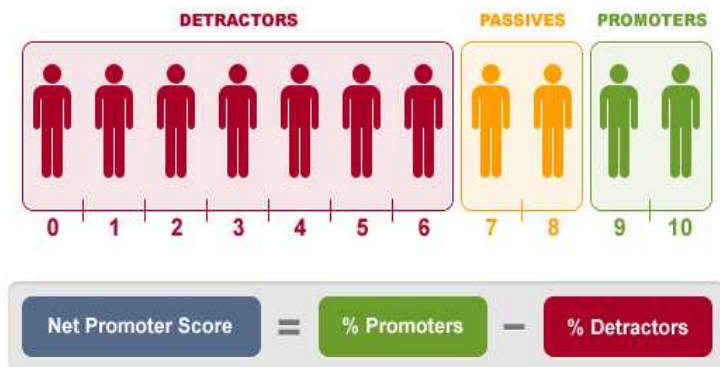 DETRACTORS PASSIVES PROMOTERS
0 1 2 3 4 5 6 7 8 9 10
Net Promoter Score = % Promoters − % Detractors